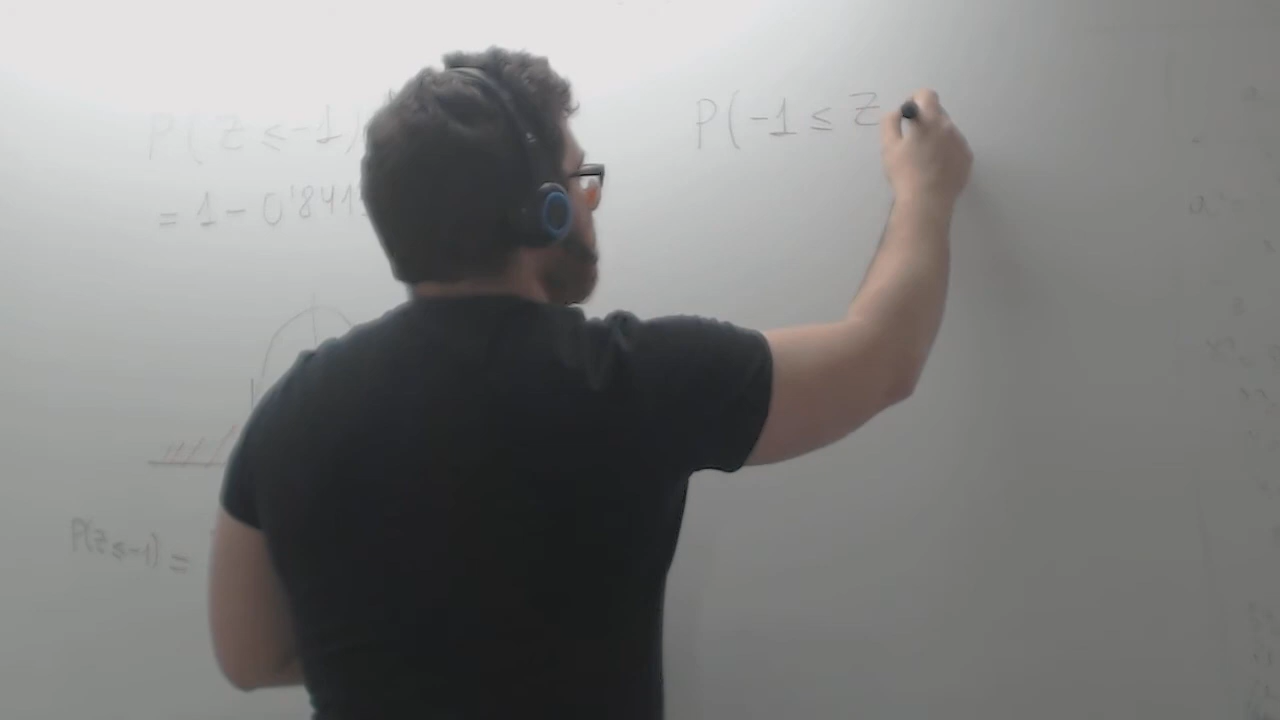 P(Z ≤ -1)
= 1 - 0'841
P(-1 ≤ Z
P(Z ≤ -1) =